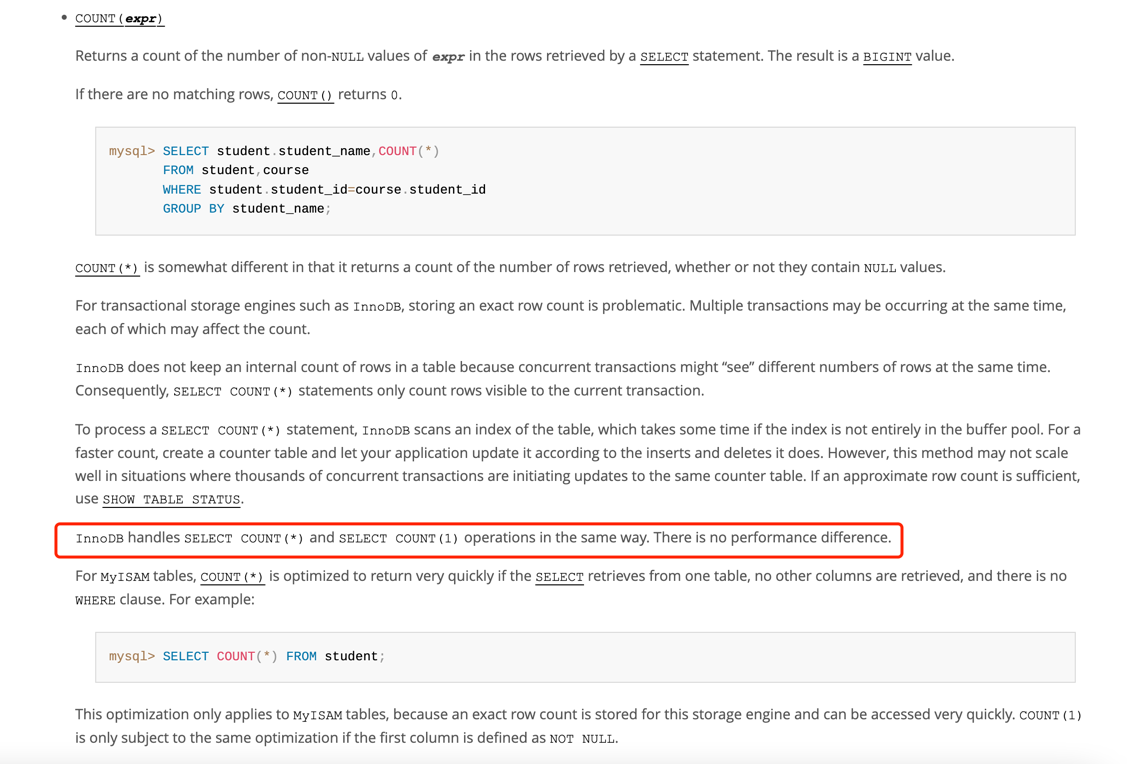 • COUNT(expr)
Returns a count of the number of non-NULL values of expr in the rows retrieved by a SELECT statement. The result is a BIGINT value.
If there are no matching rows, COUNT() returns 0.
mysql> SELECT student.student_name,COUNT(*)
FROM student,course
WHERE student.student_id=course.student_id
GROUP BY student_name;
COUNT(*) is somewhat different in that it returns a count of the number of rows retrieved, whether or not they contain NULL values.
For transactional storage engines such as InnoDB, storing an exact row count is problematic. Multiple transactions may be occurring at the same time,
each of which may affect the count.
InnoDB does not keep an internal count of rows in a table because concurrent transactions might “see” different numbers of rows at the same time.
Consequently, SELECT COUNT(*) statements only count rows visible to the current transaction.
To process a SELECT COUNT(*) statement, InnoDB scans an index of the table, which takes some time if the index is not entirely in the buffer pool. For a
faster count, create a counter table and let your application update it according to the inserts and deletes it does. However, this method may not scale
well in situations where thousands of concurrent transactions are initiating updates to the same counter table. If an approximate row count is sufficient,
use SHOW TABLE STATUS.
InnoDB handles SELECT COUNT(*) and SELECT COUNT(1) operations in the same way. There is no performance difference.
For MyISAM tables, COUNT(*) is optimized to return very quickly if the SELECT retrieves from one table, no other columns are retrieved, and there is no
WHERE clause. For example:
mysql> SELECT COUNT(*) FROM student;
This optimization only applies to MyISAM tables, because an exact row count is stored for this storage engine and can be accessed very quickly. COUNT(1)
is only subject to the same optimization if the first column is defined as NOT NULL.